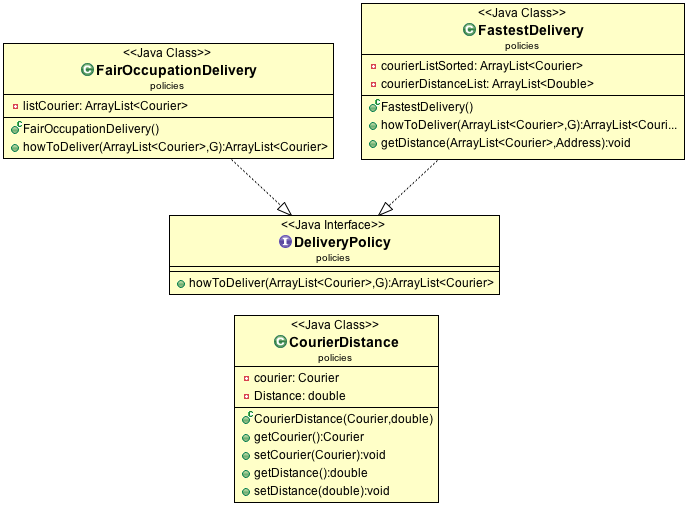 <<Java Class>>
FairOccupationDelivery
policies
listCourier: ArrayList<Courier>
FairOccupationDelivery()
howToDeliver(ArrayList<Courier>,G):ArrayList<Courier>
<<Java Class>>
FastestDelivery
policies
courierListSorted: ArrayList<Courier>
courierDistanceList: ArrayList<Double>
FastestDelivery()
howToDeliver(ArrayList<Courier>,G):ArrayList<Couri...
getDistance(ArrayList<Courier>,Address):void
<<Java Interface>>
DeliveryPolicy
policies
howToDeliver(ArrayList<Courier>,G):ArrayList<Courier>
<<Java Class>>
CourierDistance
policies
courier: Courier
Distance: double
CourierDistance(Courier,double)
getCourier():Courier
setCourier(Courier):void
getDistance():double
setDistance(double):void